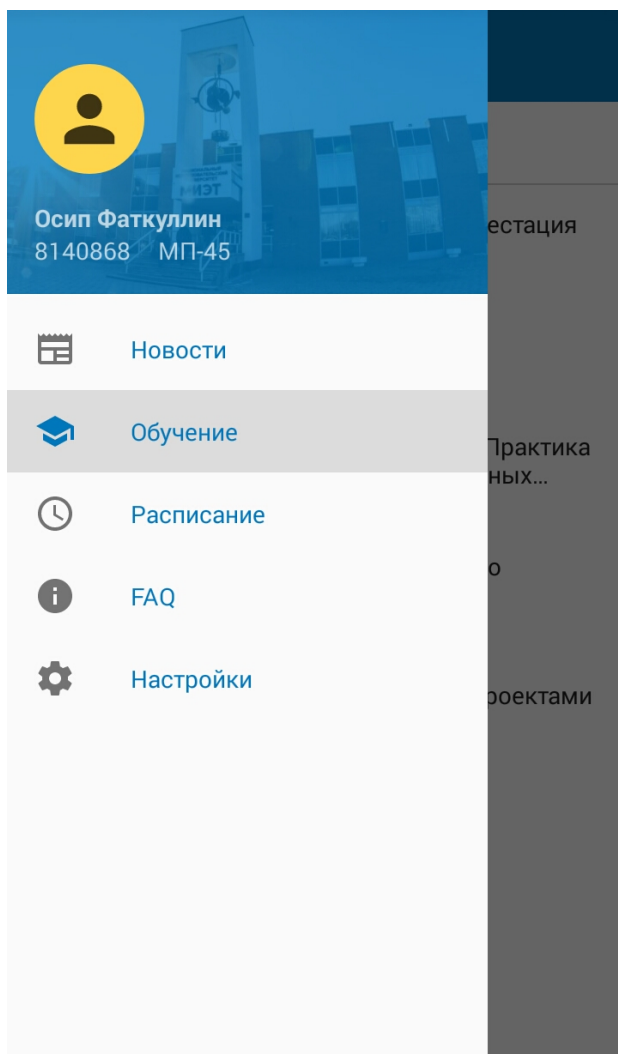 Осип Фаткуллин
8140868 МП-45
Новости
Обучение
Расписание
FAQ
Настройки
естация
Практика
ных...
о
роектами